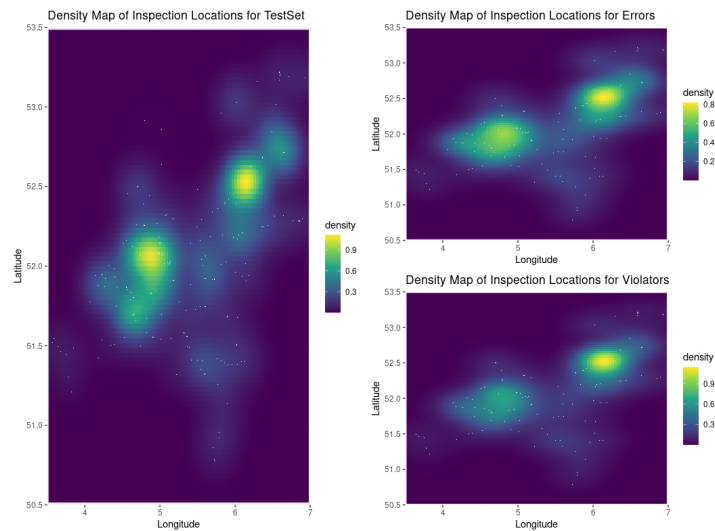 Density Map of Inspection Locations for TestSet
53.5
53.0
52.5
52.0
51.5
51.0
50.5
Latitude
4 5 6 7
Longitude
density
0.9
0.6
0.3
Density Map of Inspection Locations for Errors
53.5
53.0
52.5
52.0
51.5
51.0
50.5
Latitude
4 5 6 7
Longitude
density
0.8
0.6
0.4
0.2
Density Map of Inspection Locations for Violators
53.5
53.0
52.5
52.0
51.5
51.0
50.5
Latitude
4 5 6 7
Longitude
density
0.9
0.6
0.3